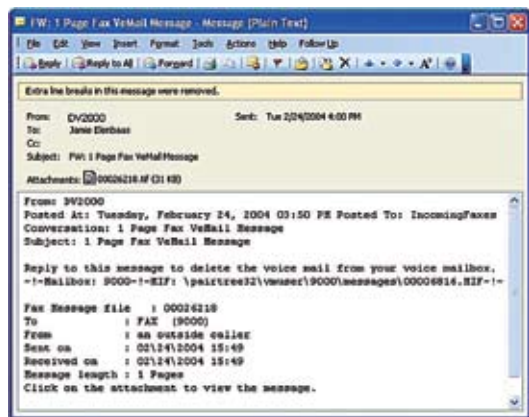 FW: 1 Page Fax VeMail Message - Message (Plain Text)
File Edit View Insert Format Tools Actions Help Follow Up
Reply Reply to All Forward
Extra line breaks in this message were removed.
From: DV2000 Sent: Tue 2/24/2004 4:00 PM
To: Jamie Elenbaas
Cc:
Subject: FW: 1 Page Fax VeMail Message
Attachments: 00026218.tif (31 KB)
From: DV2000
Posted At: Tuesday, February 24, 2004 03:50 PM Posted To: IncomingFaxes
Conversation: 1 Page Fax VeMail Message
Subject: 1 Page Fax VeMail Message
Reply to this message to delete the voice mail from your voice mailbox.
-!-Mailbox: 9000-!-MIF: \pairtree32\vmuser\9000\messages\00006816.MIF-!-
Fax Message file : 00026218
To : FAX (9000)
From : an outside caller
Sent on : 02\24\2004 15:49
Received on : 02\24\2004 15:49
Message length : 1 Pages
Click on the attachment to view the message.